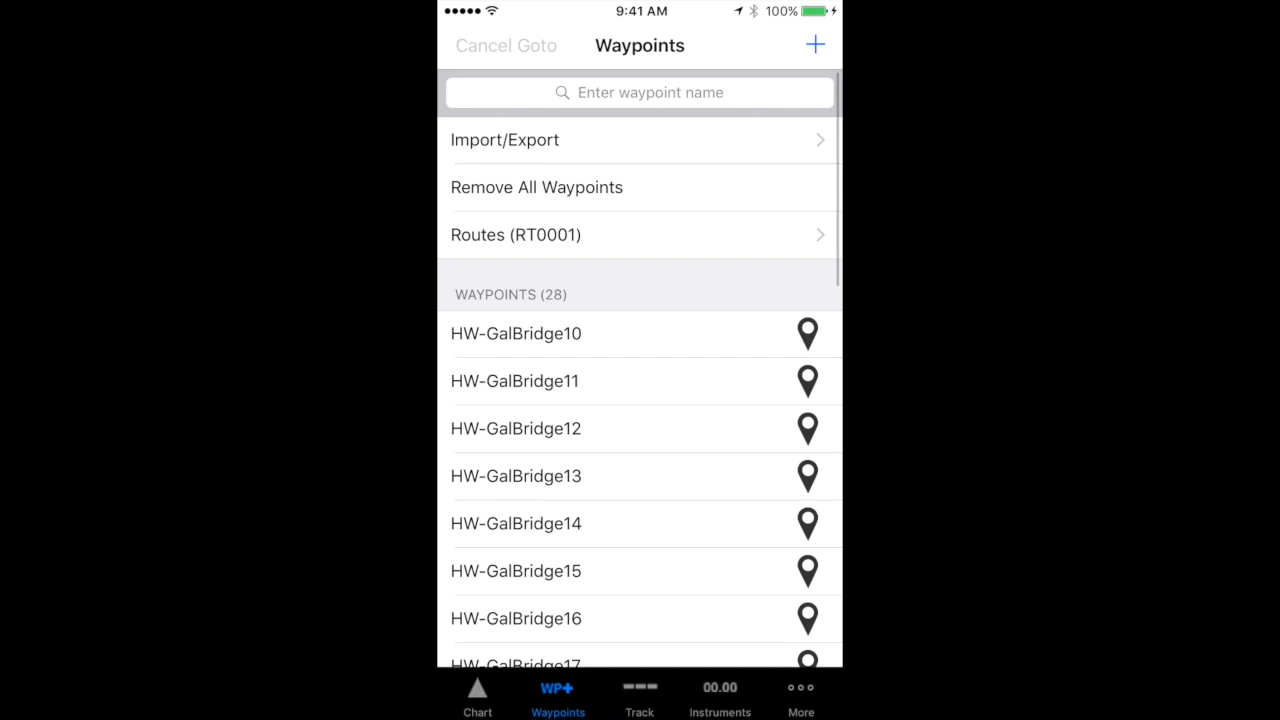 9:41 AM 100%
Cancel Goto Waypoints +
Enter waypoint name
Import/Export
Remove All Waypoints
Routes (RT0001)
WAYPOINTS (28)
HW-GalBridge10
HW-GalBridge11
HW-GalBridge12
HW-GalBridge13
HW-GalBridge14
HW-GalBridge15
HW-GalBridge16
HW-GalBridge17
WP+ 00.00
Chart Waypoints Track Instruments More